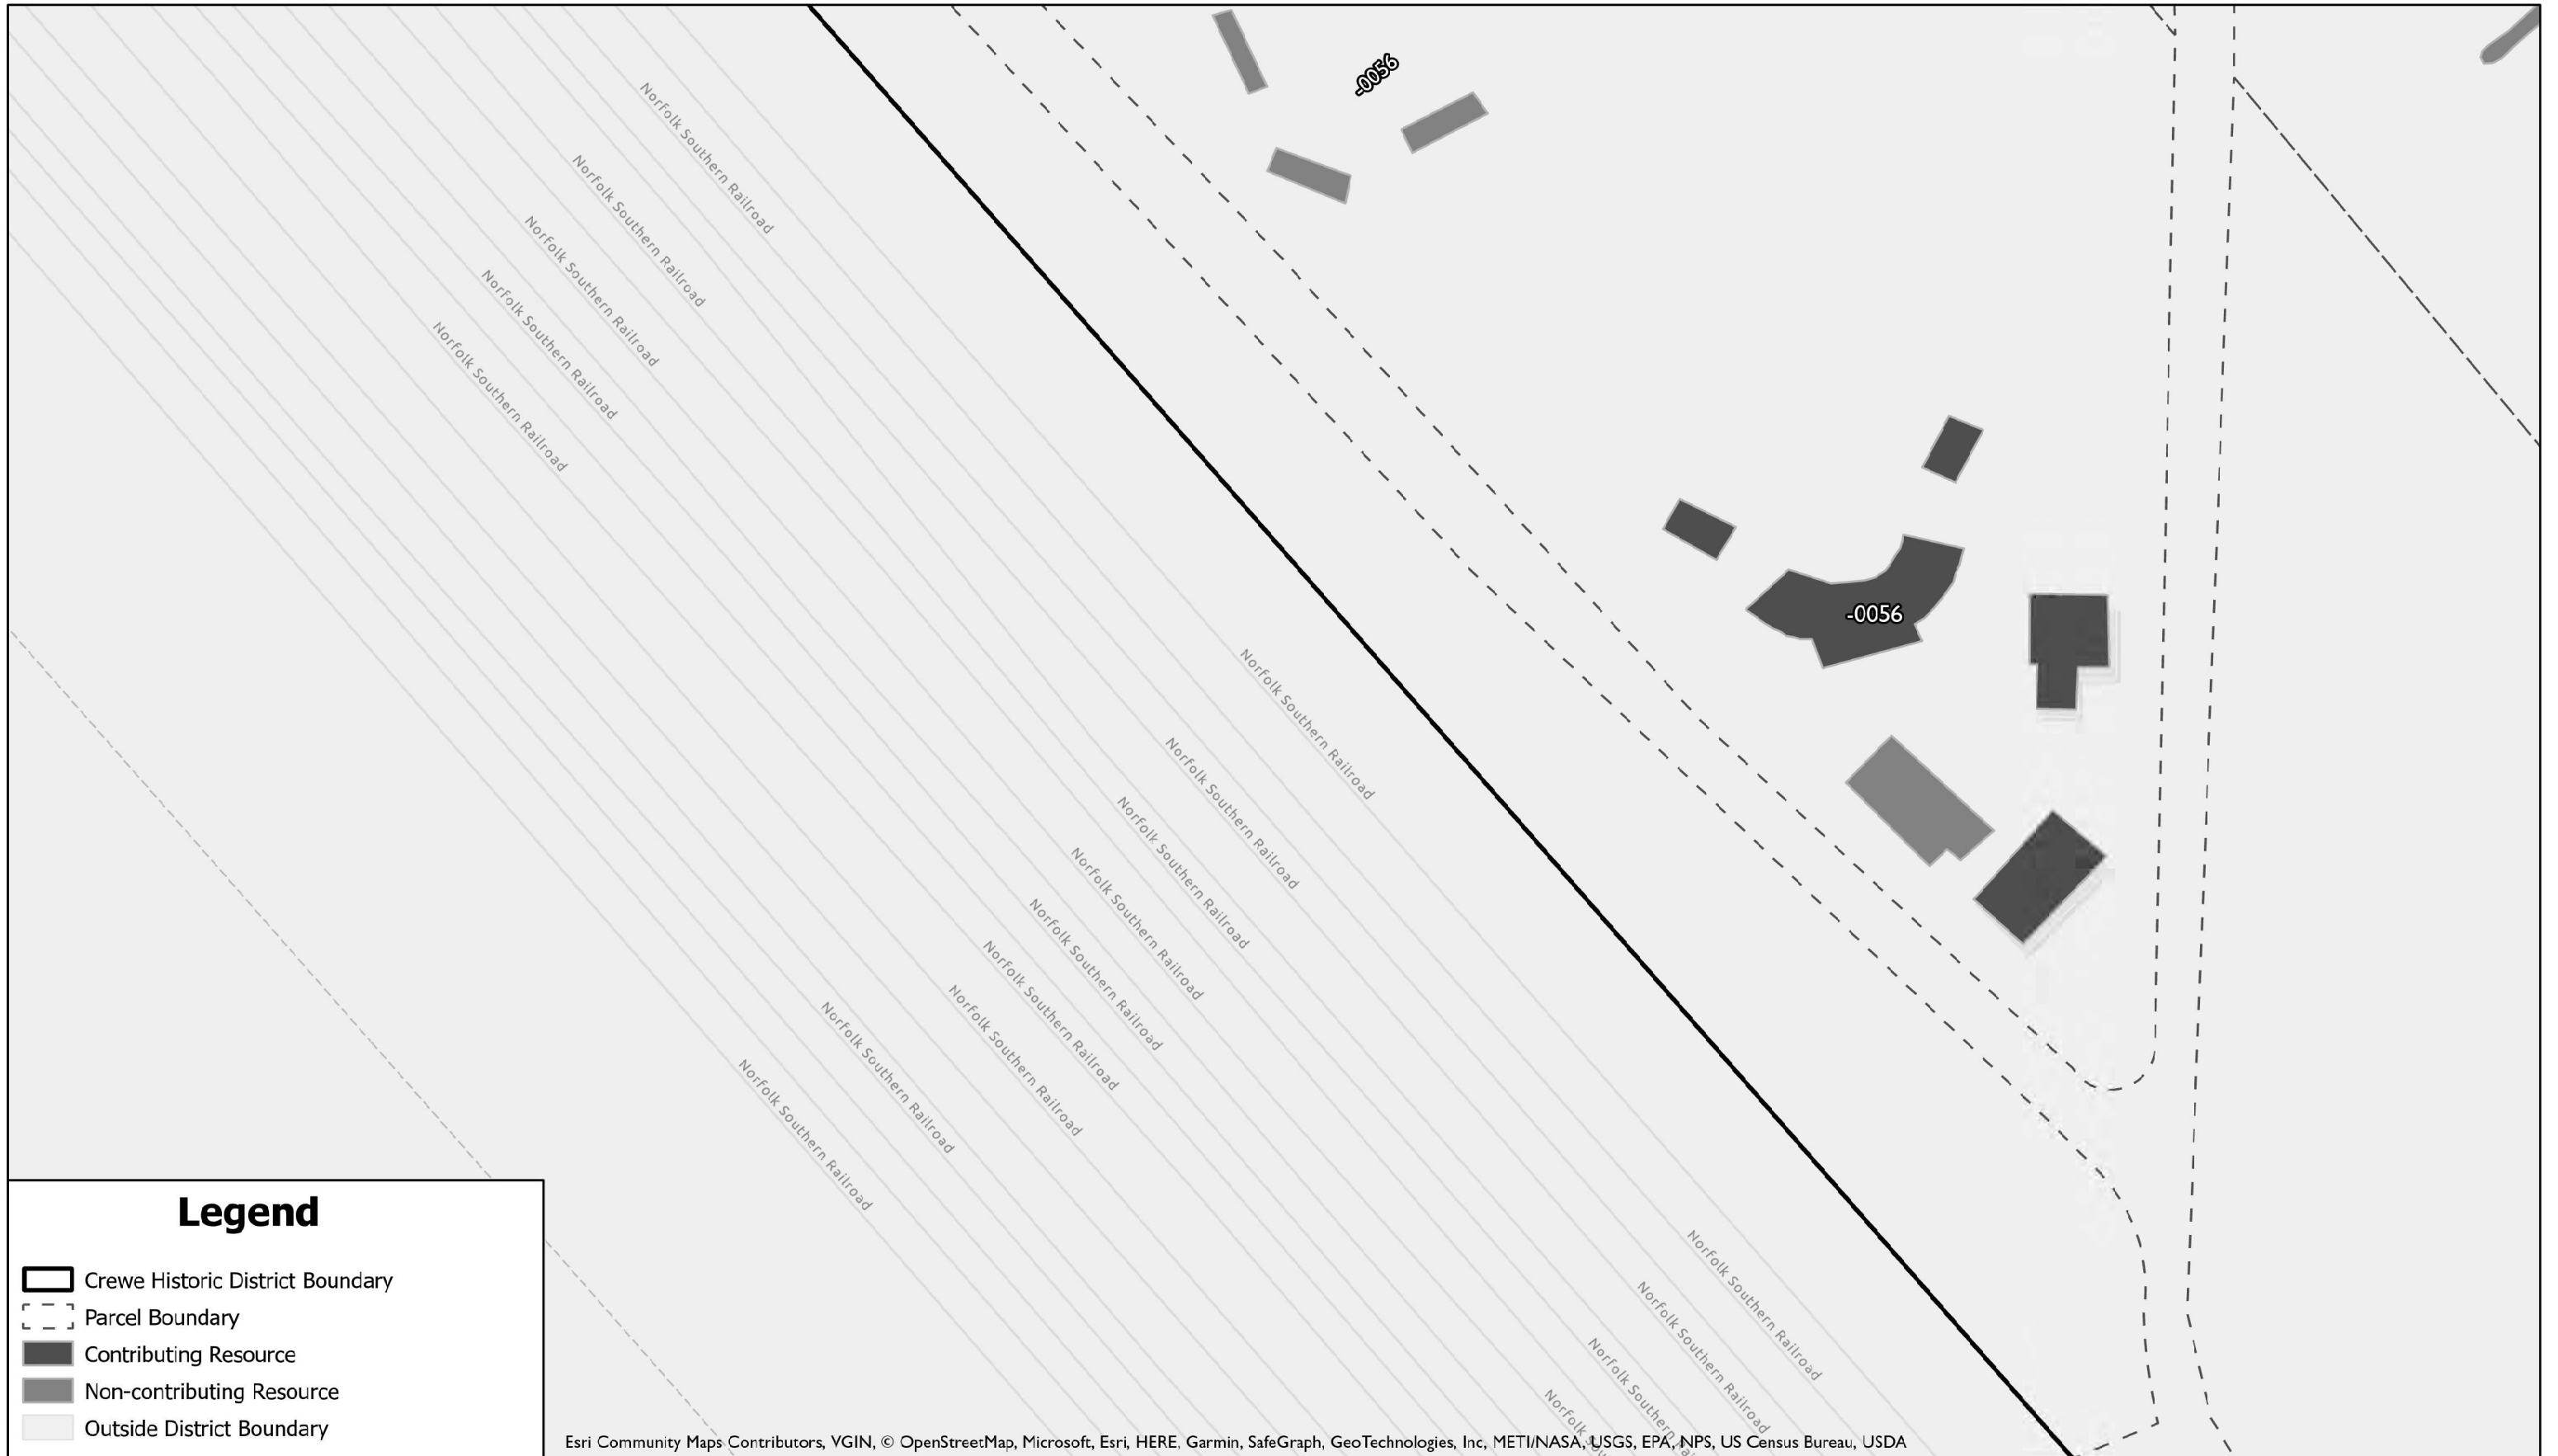 -0056
Norfolk Southern Railroad
Norfolk Southern Railroad
Norfolk Southern Railroad
Norfolk Southern Railroad
Norfolk Southern Railroad
-0056
Norfolk Southern Railroad
Norfolk Southern Railroad
Norfolk Southern Railroad
Norfolk Southern Railroad
Norfolk Southern Railroad
Norfolk Southern Railroad
Norfolk Southern Railroad
Norfolk Southern Railroad
Norfolk Southern Railroad
Norfolk Southern Railroad
Norfolk Southern Railroad
Norfolk Southern
Norfolk
Legend
Crewe Historic District Boundary
Parcel Boundary
Contributing Resource
Non-contributing Resource
Outside District Boundary
Esri Community Maps Contributors, VGIN, © OpenStreetMap, Microsoft, Esri, HERE, Garmin, SafeGraph, GeoTechnologies, Inc, METI/NASA, USGS, EPA, NPS, US Census Bureau, USDA